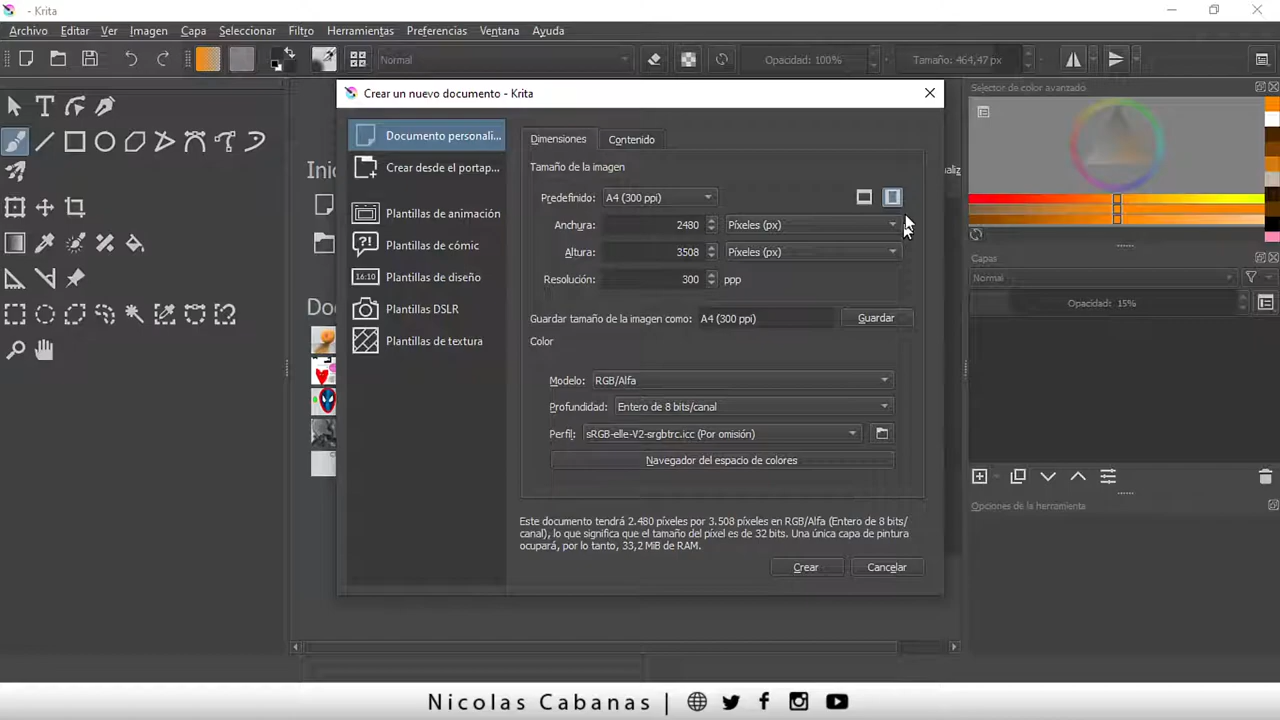 - Krita
Archivo Editar Ver Imagen Capa Seleccionar Filtro Herramientas Preferencias Ventana Ayuda
Normal Opacidad: 100% Tamaño: 464,47 px
Selector de color avanzado
Crear un nuevo documento - Krita
Documento personali...
Crear desde el portap...
Plantillas de animación
Plantillas de cómic
Plantillas de diseño
16:10
Plantillas DSLR
Plantillas de textura
Dimensiones Contenido
Tamaño de la imagen
Predefinido: A4 (300 ppi)
Anchura: 2480 Píxeles (px)
Altura: 3508 Píxeles (px)
Resolución: 300 ppp
Guardar tamaño de la imagen como: A4 (300 ppi) Guardar
Color
Modelo: RGB/Alfa
Profundidad: Entero de 8 bits/canal
Perfil: sRGB-elle-V2-srgbtrc.icc (Por omisión)
Navegador del espacio de colores
Este documento tendrá 2.480 píxeles por 3.508 píxeles en RGB/Alfa (Entero de 8 bits/
canal), lo que significa que el tamaño del píxel es de 32 bits. Una única capa de pintura
ocupará, por lo tanto, 33,2 MiB de RAM.
Crear Cancelar
Capas
Normal
Opacidad: 15%
Opciones de la herramienta
Nicolas Cabanas |